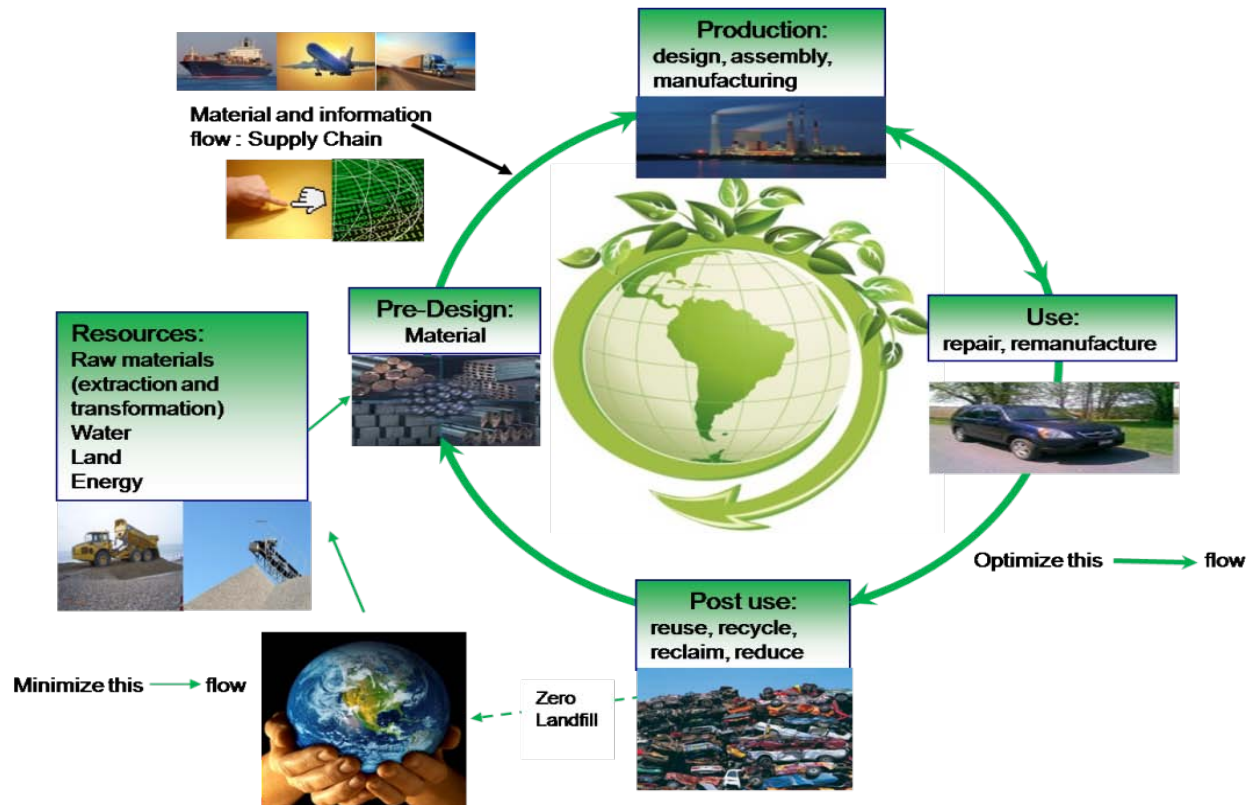 Production:
design, assembly,
manufacturing
Material and information
flow : Supply Chain
Pre-Design:
Material
Resources:
Raw materials
(extraction and
transformation)
Water
Land
Energy
Use:
repair, remanufacture
Optimize this flow
Post use:
reuse, recycle,
reclaim, reduce
Minimize this flow
Zero
Landfill